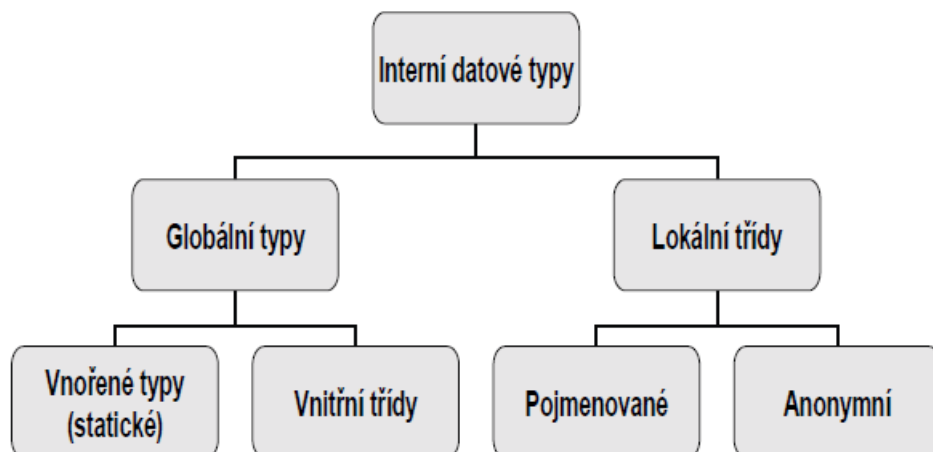 Interní datové typy
Globální typy
Lokální třídy
Vnořené typy
(statické)
Vnitřní třídy
Pojmenované
Anonymní